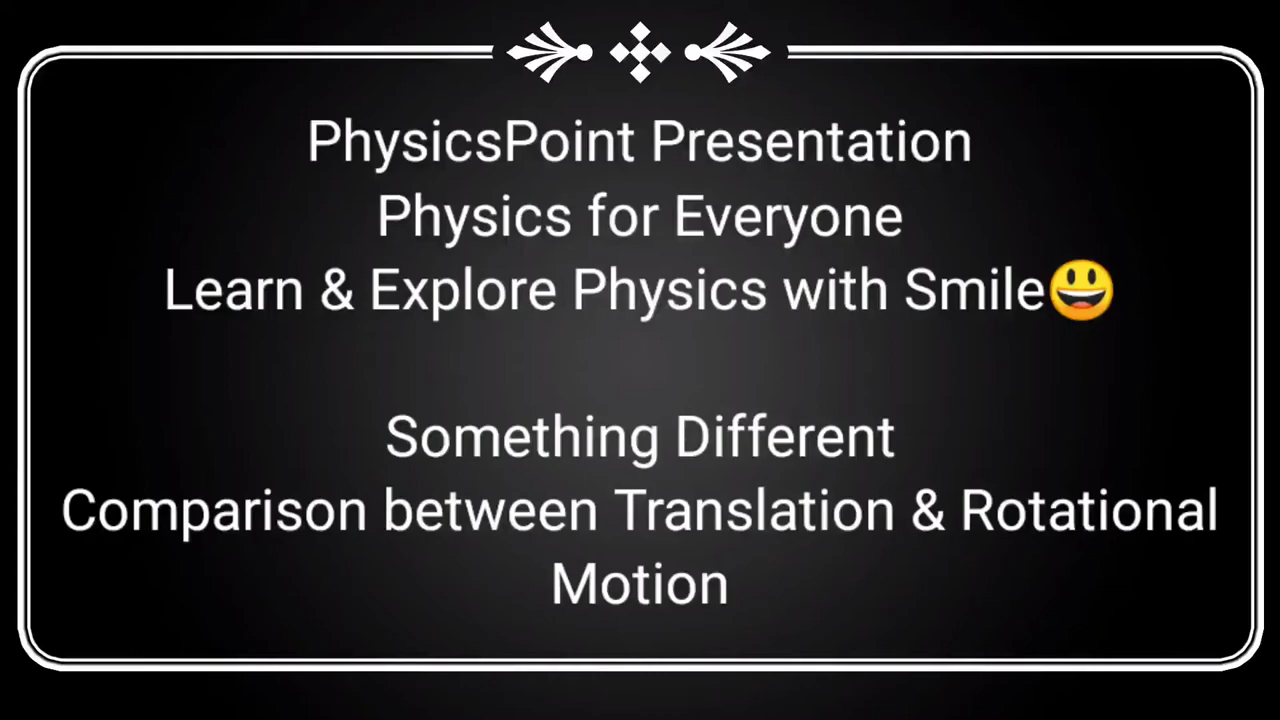 PhysicsPoint Presentation
Physics for Everyone
Learn & Explore Physics with Smile😃
Something Different
Comparison between Translation & Rotational
Motion